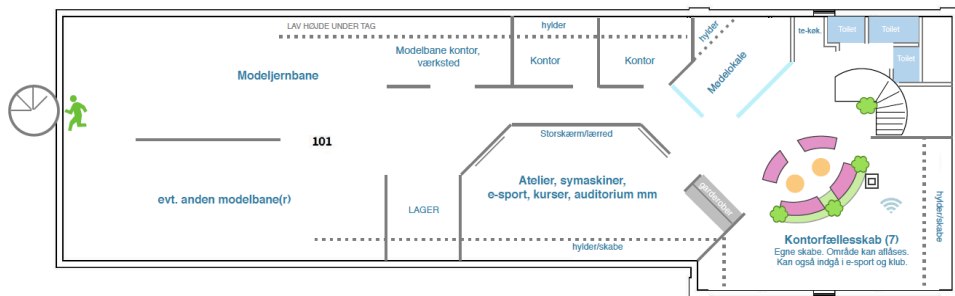 LAV HØJDE UNDER TAG
hylder
hylder
te-køk.
Toilet
Toilet
Toilet
Modelbane kontor,
værksted
Kontor
Kontor
Mødelokale
Modeljernbane
101
Storskærm/lærred
Atelier, symaskiner,
e-sport, kurser, auditorium mm
evt. anden modelbane(r)
LAGER
garderober
hylder/skabe
hylder/skabe
Kontorfællesskab (7)
Egne skabe. Område kan aflåses.
Kan også indgå i e-sport og klub.